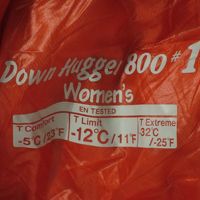 Down Hugger 800 #1
Women's
EN TESTED
T Comfort T Limit T Extreme
-5°C/23°F -12°C/11°F 32°C
/-25°F